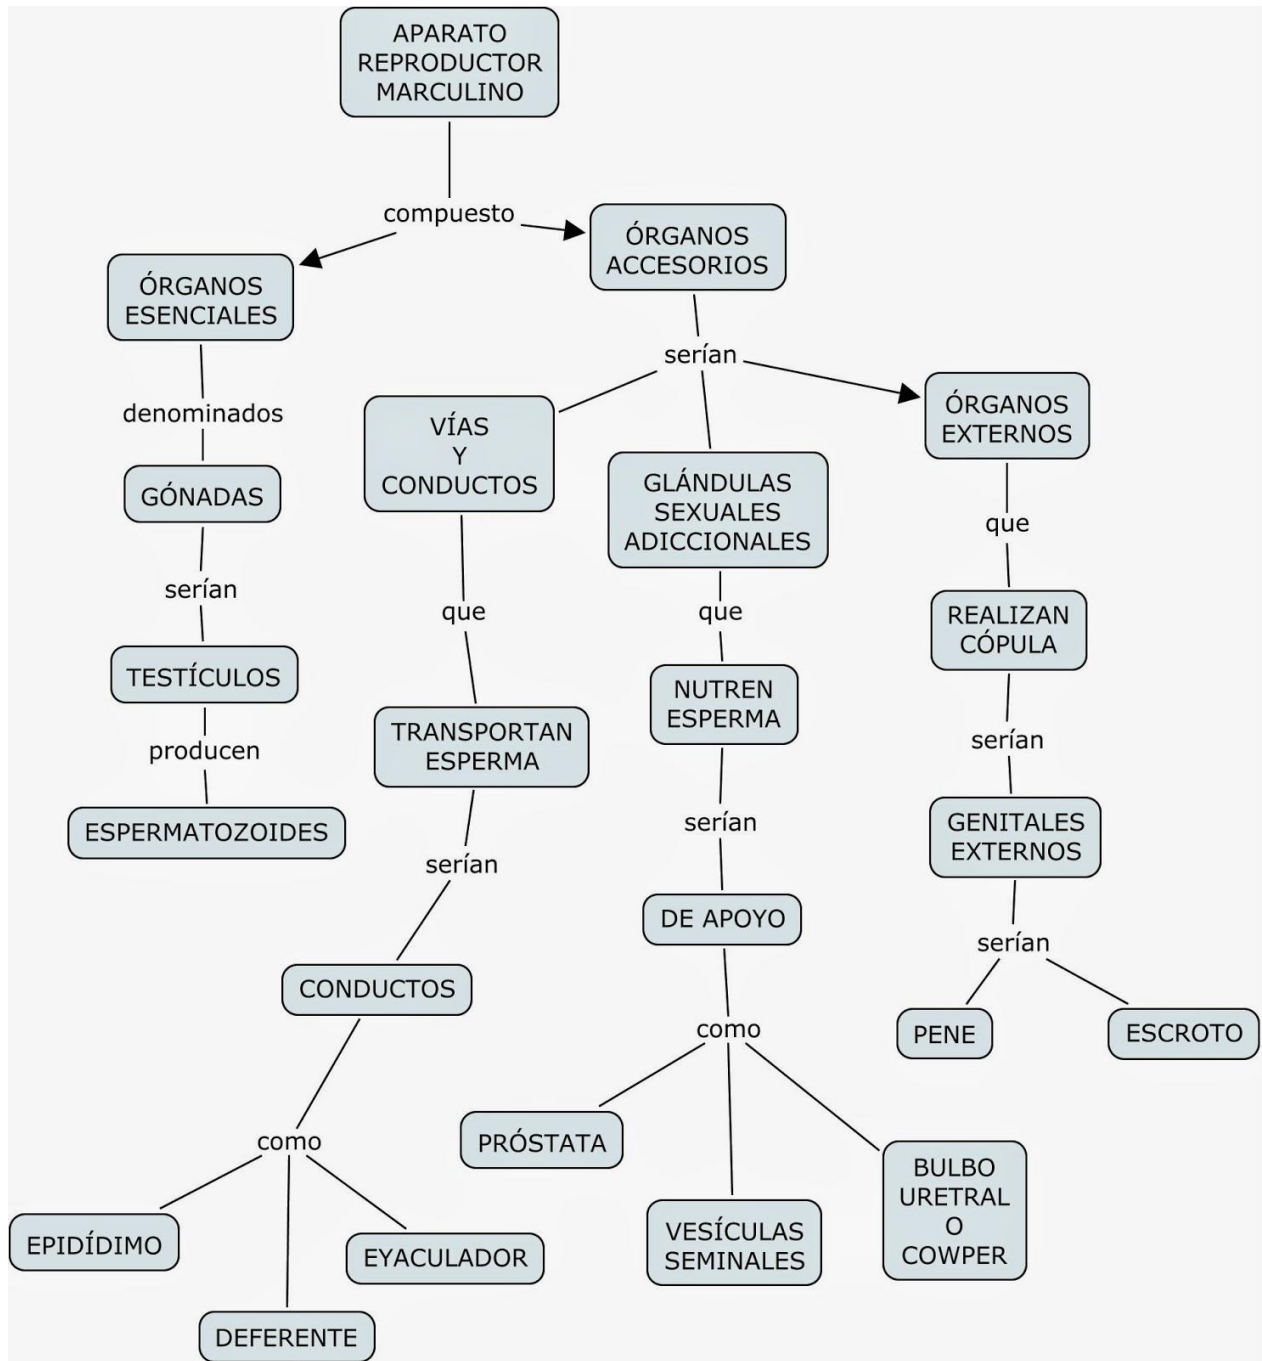 APARATO
REPRODUCTOR
MARCULINO
compuesto
ÓRGANOS
ESENCIALES
denominados
GÓNADAS
serían
TESTÍCULOS
producen
ESPERMATOZOIDES
ÓRGANOS
ACCESORIOS
serían
VÍAS
Y
CONDUCTOS
que
TRANSPORTAN
ESPERMA
serían
CONDUCTOS
como
EPIDÍDIMO
DEFERENTE
EYACULADOR
GLÁNDULAS
SEXUALES
ADICCIONALES
que
NUTREN
ESPERMA
serían
DE APOYO
como
PRÓSTATA
VESÍCULAS
SEMINALES
BULBO
URETRAL
O
COWPER
ÓRGANOS
EXTERNOS
que
REALIZAN
CÓPULA
serían
GENITALES
EXTERNOS
serían
PENE
ESCROTO